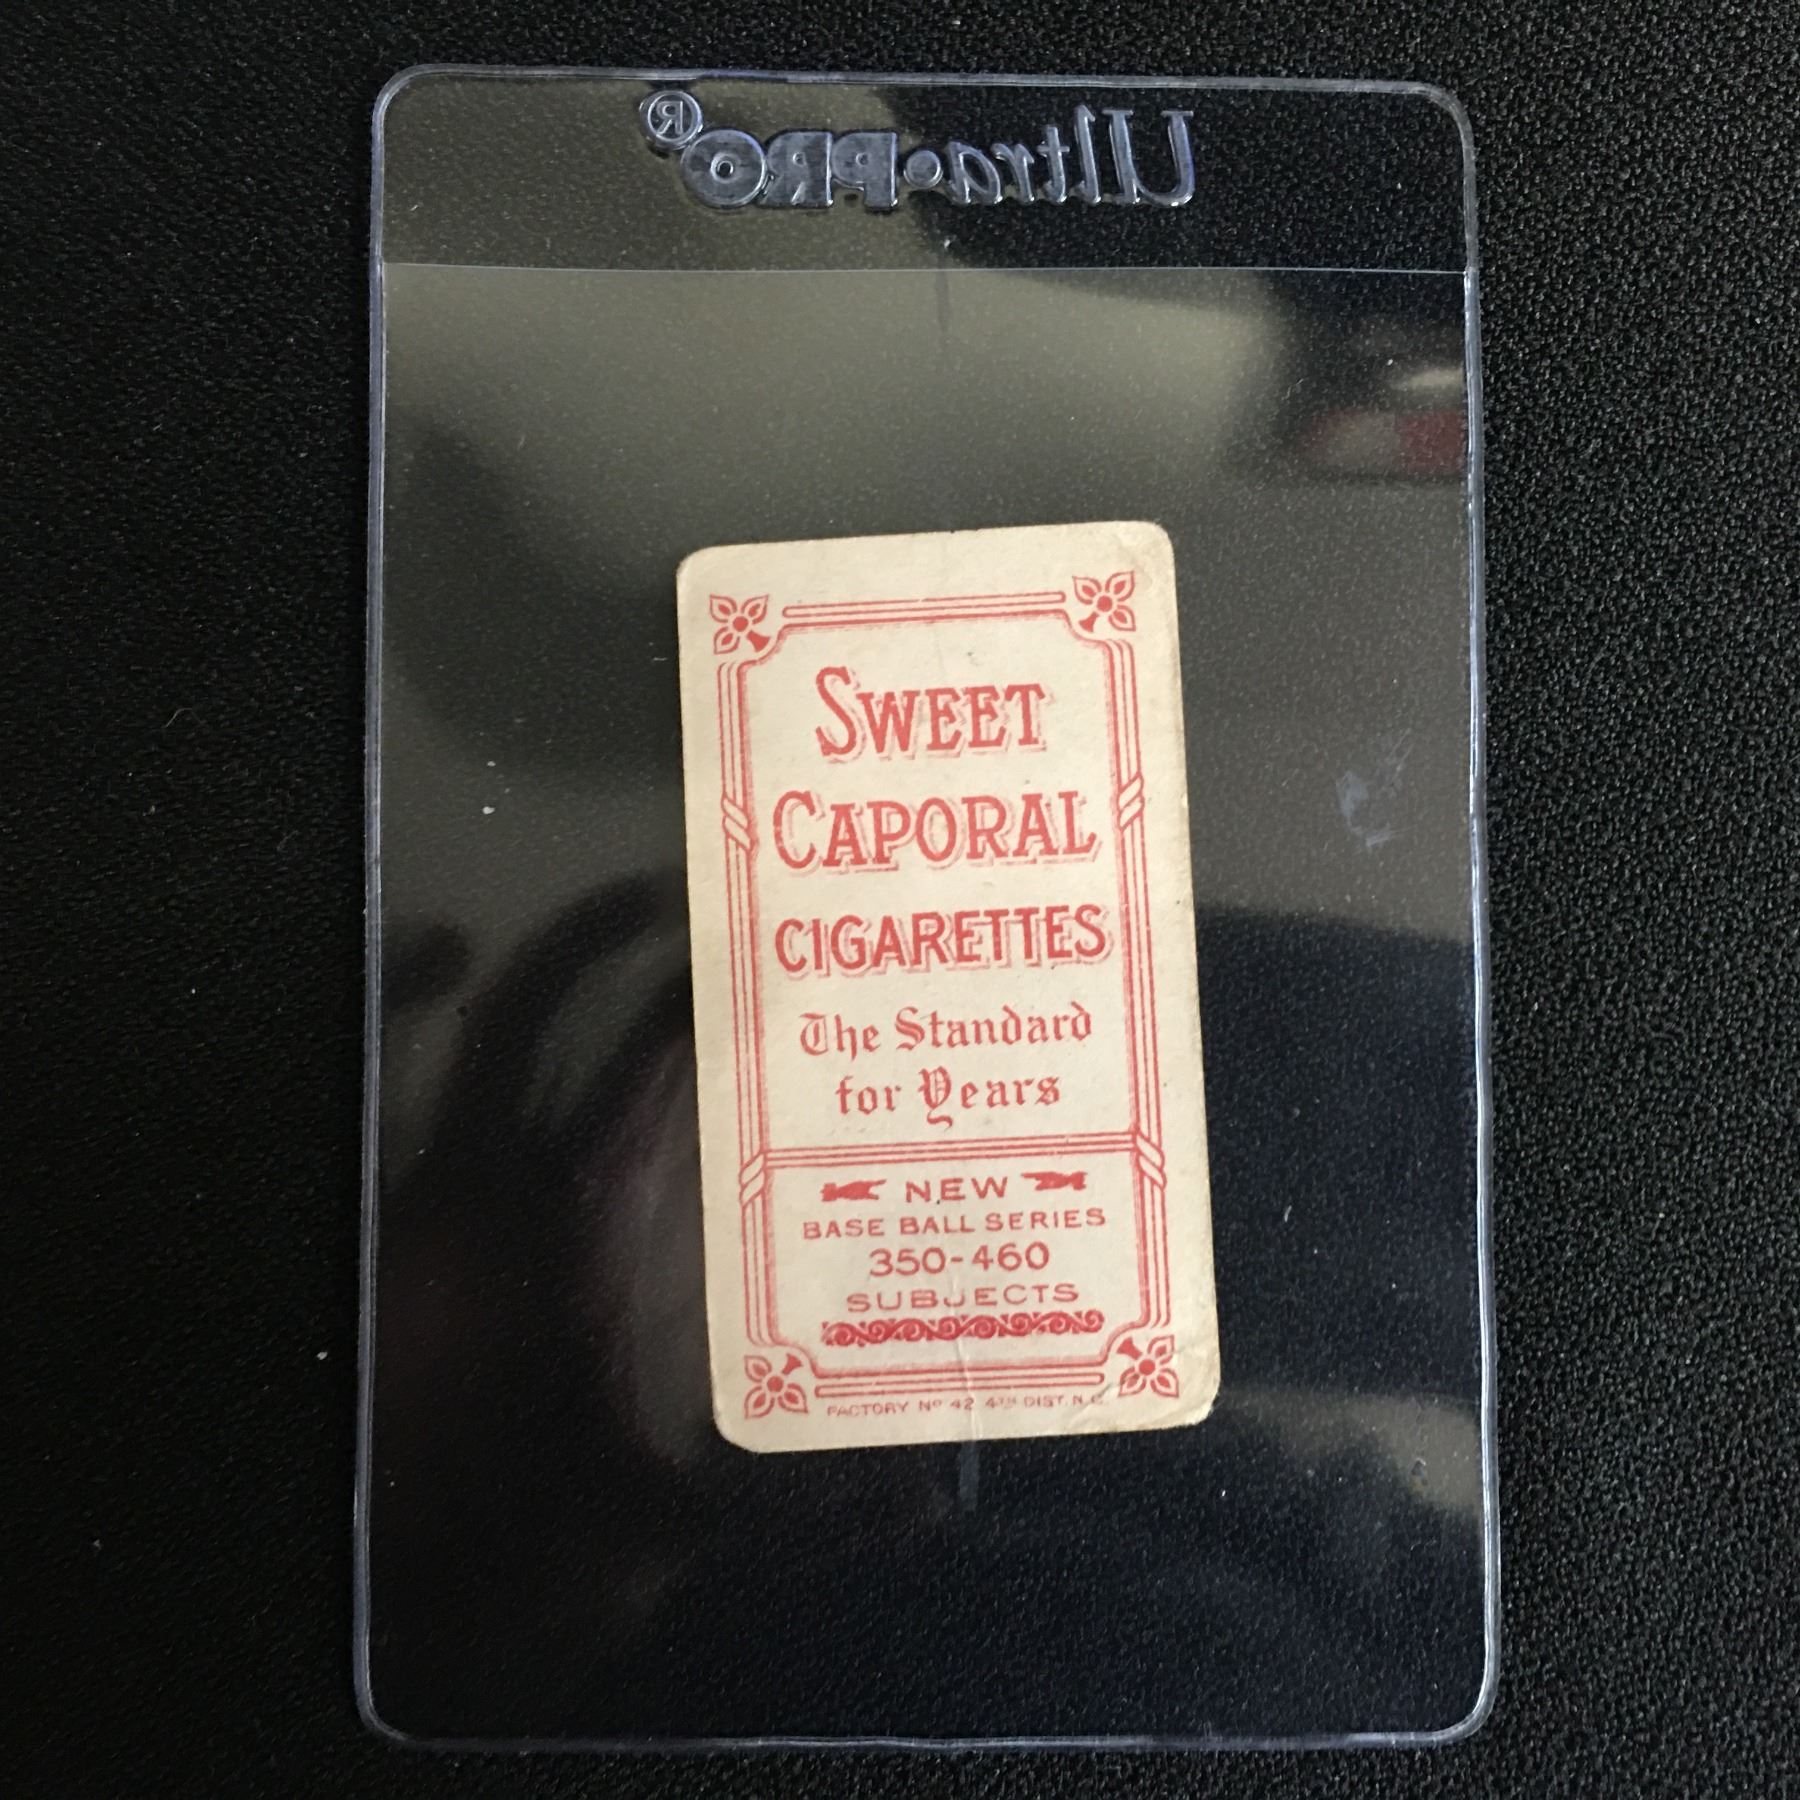 Ultra•PRO®
SWEET
CAPORAL
CIGARETTES
The Standard
for Years
NEW
BASE BALL SERIES
350-460
SUBJECTS
FACTORY No 42 4TH DIST. N.C.